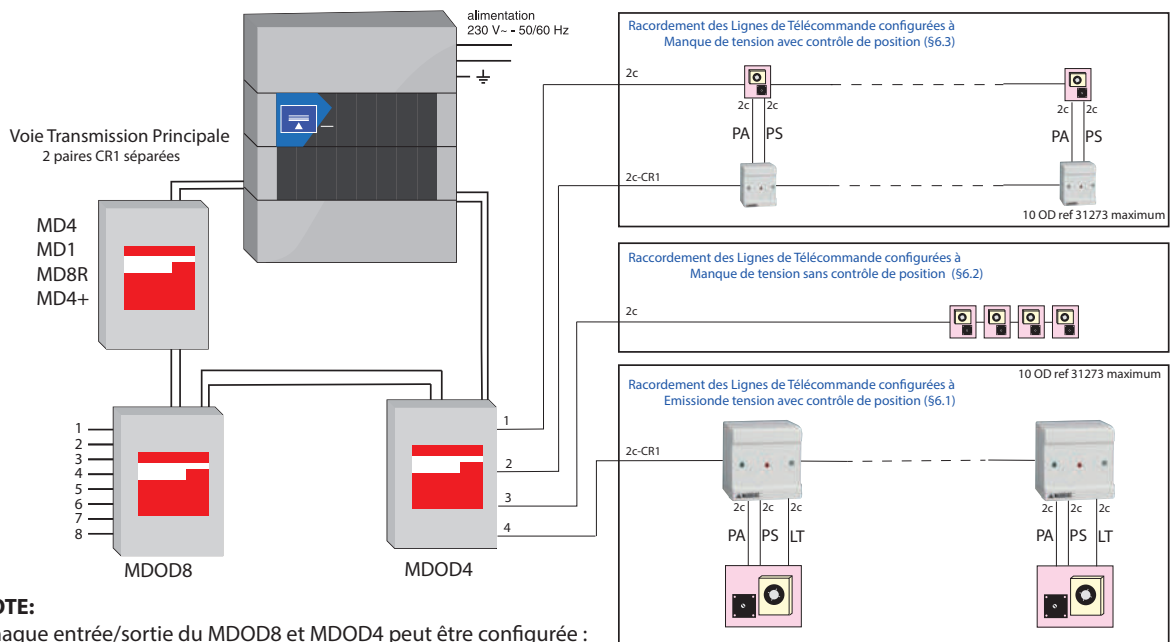 alimentation
230 V~ - 50/60 Hz
Voie Transmission Principale
2 paires CR1 séparées
MD4
MD1
MD8R
MD4+
1
2
3
4
5
6
7
8
MDOD8
MDOD4
1
2
3
4
Racordement des Lignes de Télécommande configurées à
Manque de tension avec contrôle de position (§6.3)
2c
2c 2c
PA PS
2c 2c
PA PS
2c-CR1
10 OD ref 31273 maximum
Raccordement des Lignes de Télécommande configurées à
Manque de tension sans contrôle de position (§6.2)
2c
10 OD ref 31273 maximum
Racordement des Lignes de Télécommande configurées à
Emissionde tension avec contrôle de position (§6.1)
2c-CR1
2c 2c 2c
PA PS LT
2c 2c 2c
PA PS LT
OTE:
haque entrée/sortie du MDOD8 et MDOD4 peut être configurée :